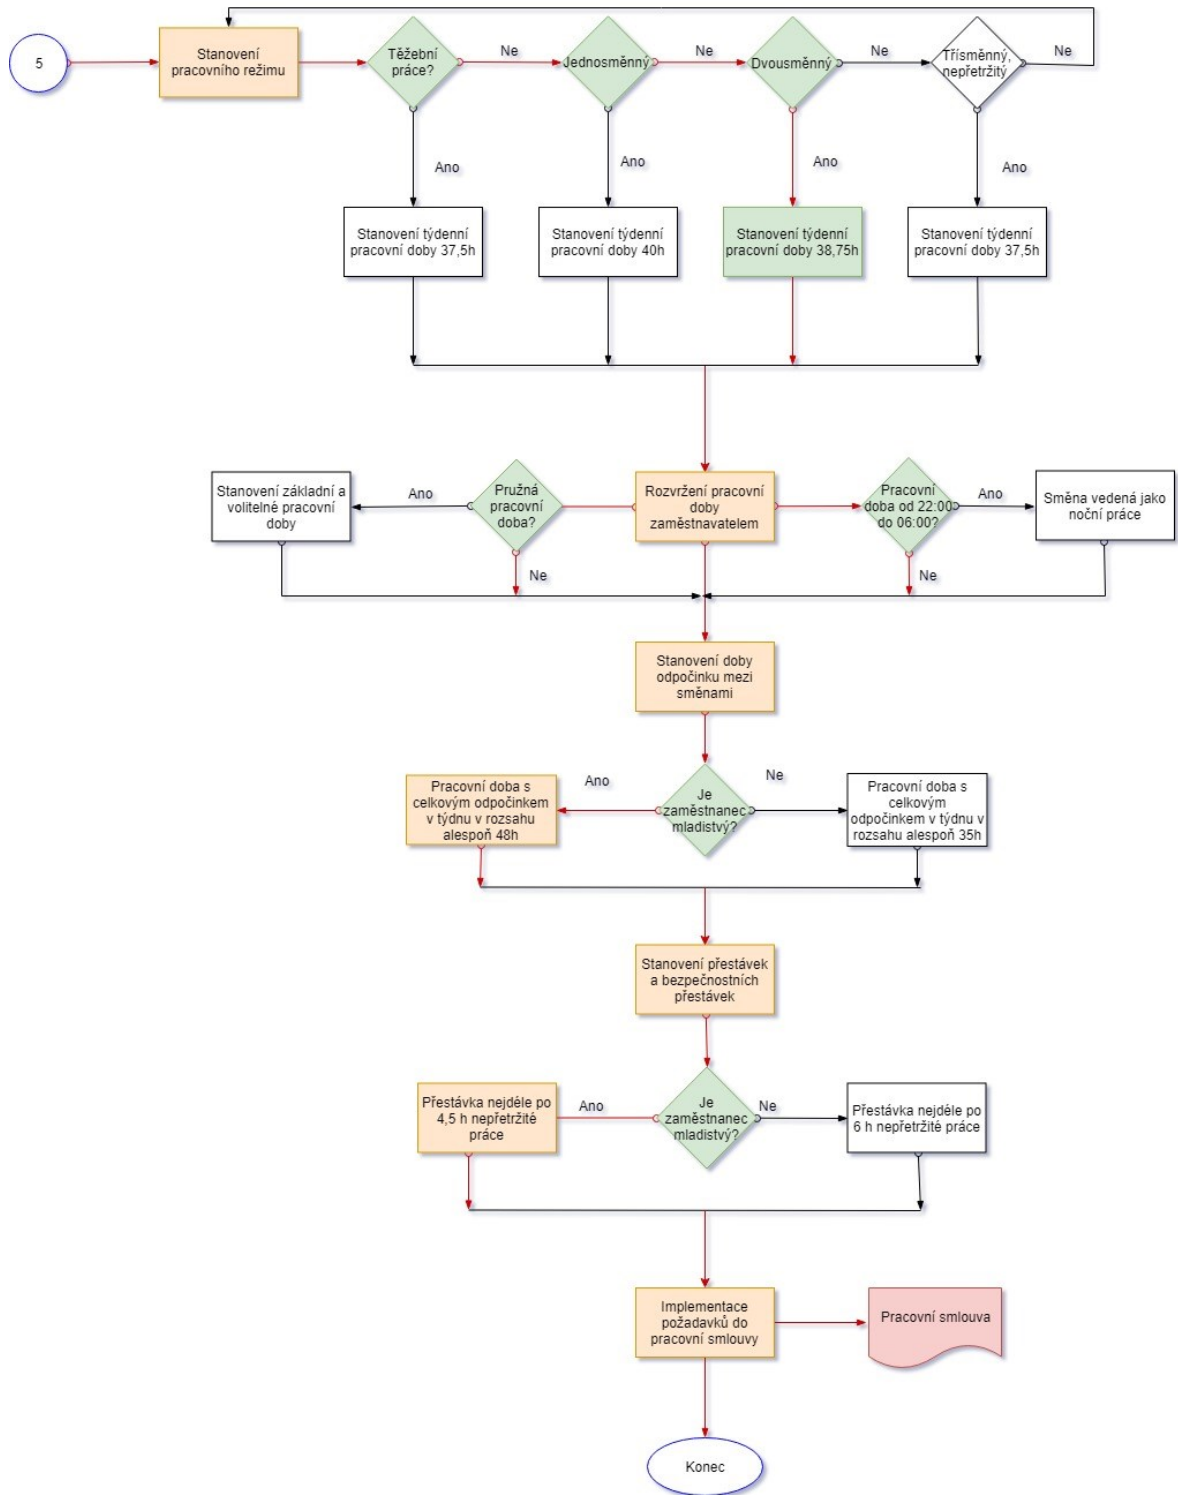 5
Stanovení
pracovního režimu
Těžební
práce?
Ne
Jednosměnný
Ne
Dvousměnný
Ne
Třísměnný,
nepřetržitý
Ne
Ano
Ano
Ano
Ano
Stanovení týdenní
pracovní doby 37,5h
Stanovení týdenní
pracovní doby 40h
Stanovení týdenní
pracovní doby 38,75h
Stanovení týdenní
pracovní doby 37,5h
Stanovení základní a
volitelné pracovní
doby
Ano
Pružná
pracovní
doba?
Ne
Rozvržení pracovní
doby
zaměstnavatelem
Pracovní
doba od 22:00
do 06:00?
Ano
Ne
Směna vedená jako
noční práce
Stanovení doby
odpočinku mezi
směnami
Pracovní doba s
celkovým odpočinkem
v týdnu v rozsahu
alespoň 48h
Ano
Je
zaměstnanec
mladistvý?
Ne
Pracovní doba s
celkovým
odpočinkem v týdnu v
rozsahu alespoň 35h
Stanovení přestávek
a bezpečnostních
přestávek
Přestávka nejdéle po
4,5 h nepřetržité
práce
Ano
Je
zaměstnanec
mladistvý?
Ne
Přestávka nejdéle po
6 h nepřetržité práce
Implementace
požadavků do
pracovní smlouvy
Pracovní smlouva
Konec